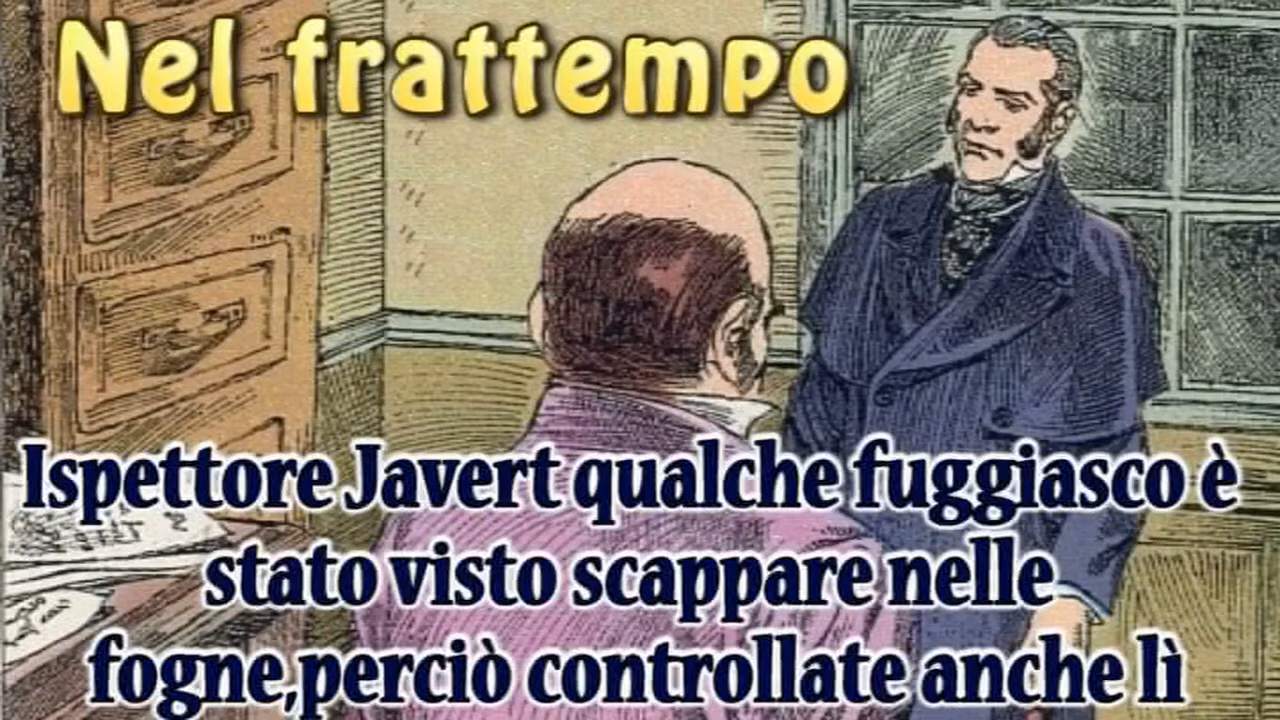 Nel frattempo
Ispettore Javert qualche fuggiasco è
stato visto scappare nelle
fogne,perciò controllate anche lì